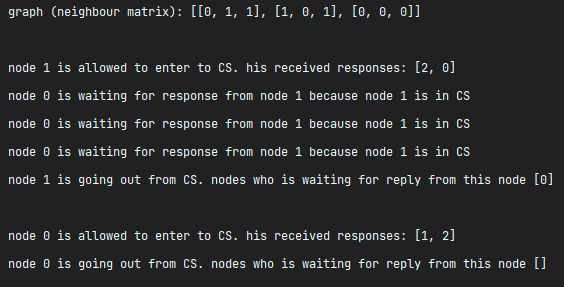 graph (neighbour matrix): [[0, 1, 1], [1, 0, 1], [0, 0, 0]]
node 1 is allowed to enter to CS. his received responses: [2, 0]
node 0 is waiting for response from node 1 because node 1 is in CS
node 0 is waiting for response from node 1 because node 1 is in CS
node 0 is waiting for response from node 1 because node 1 is in CS
node 1 is going out from CS. nodes who is waiting for reply from this node [0]
node 0 is allowed to enter to CS. his received responses: [1, 2]
node 0 is going out from CS. nodes who is waiting for reply from this node []